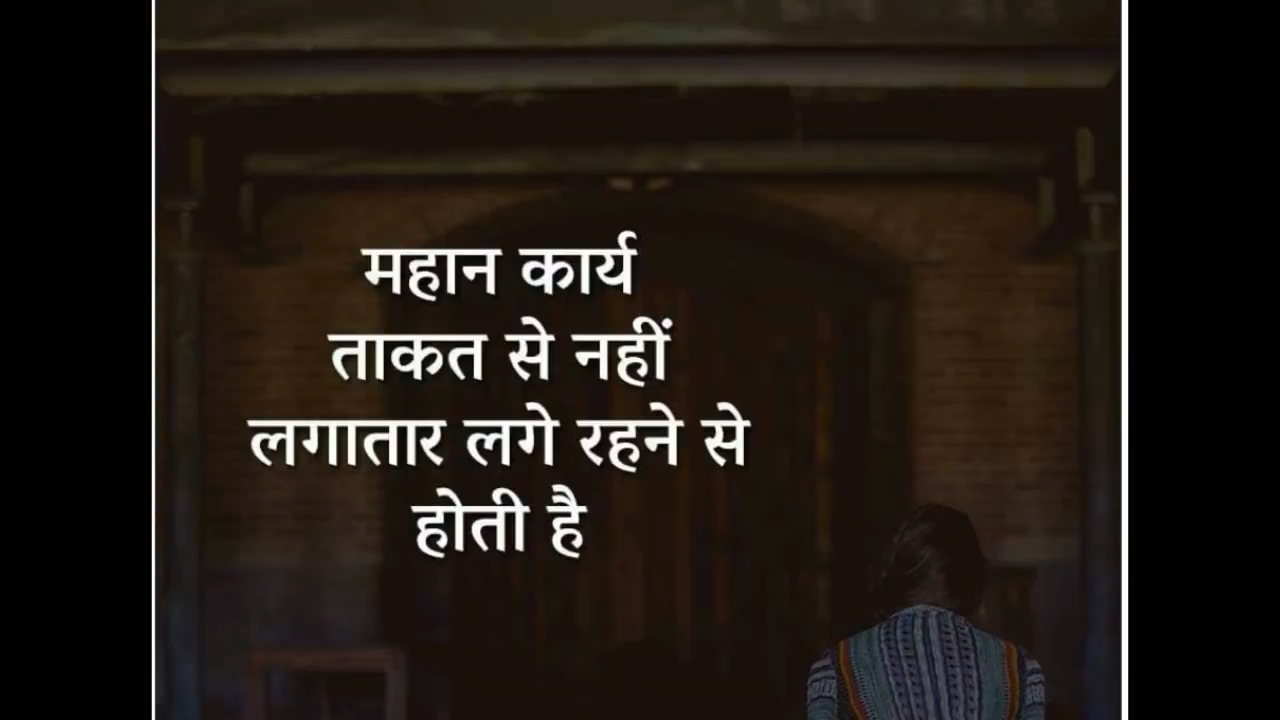 महान कार्य
ताकत से नहीं
लगातार लगे रहने से
होती है